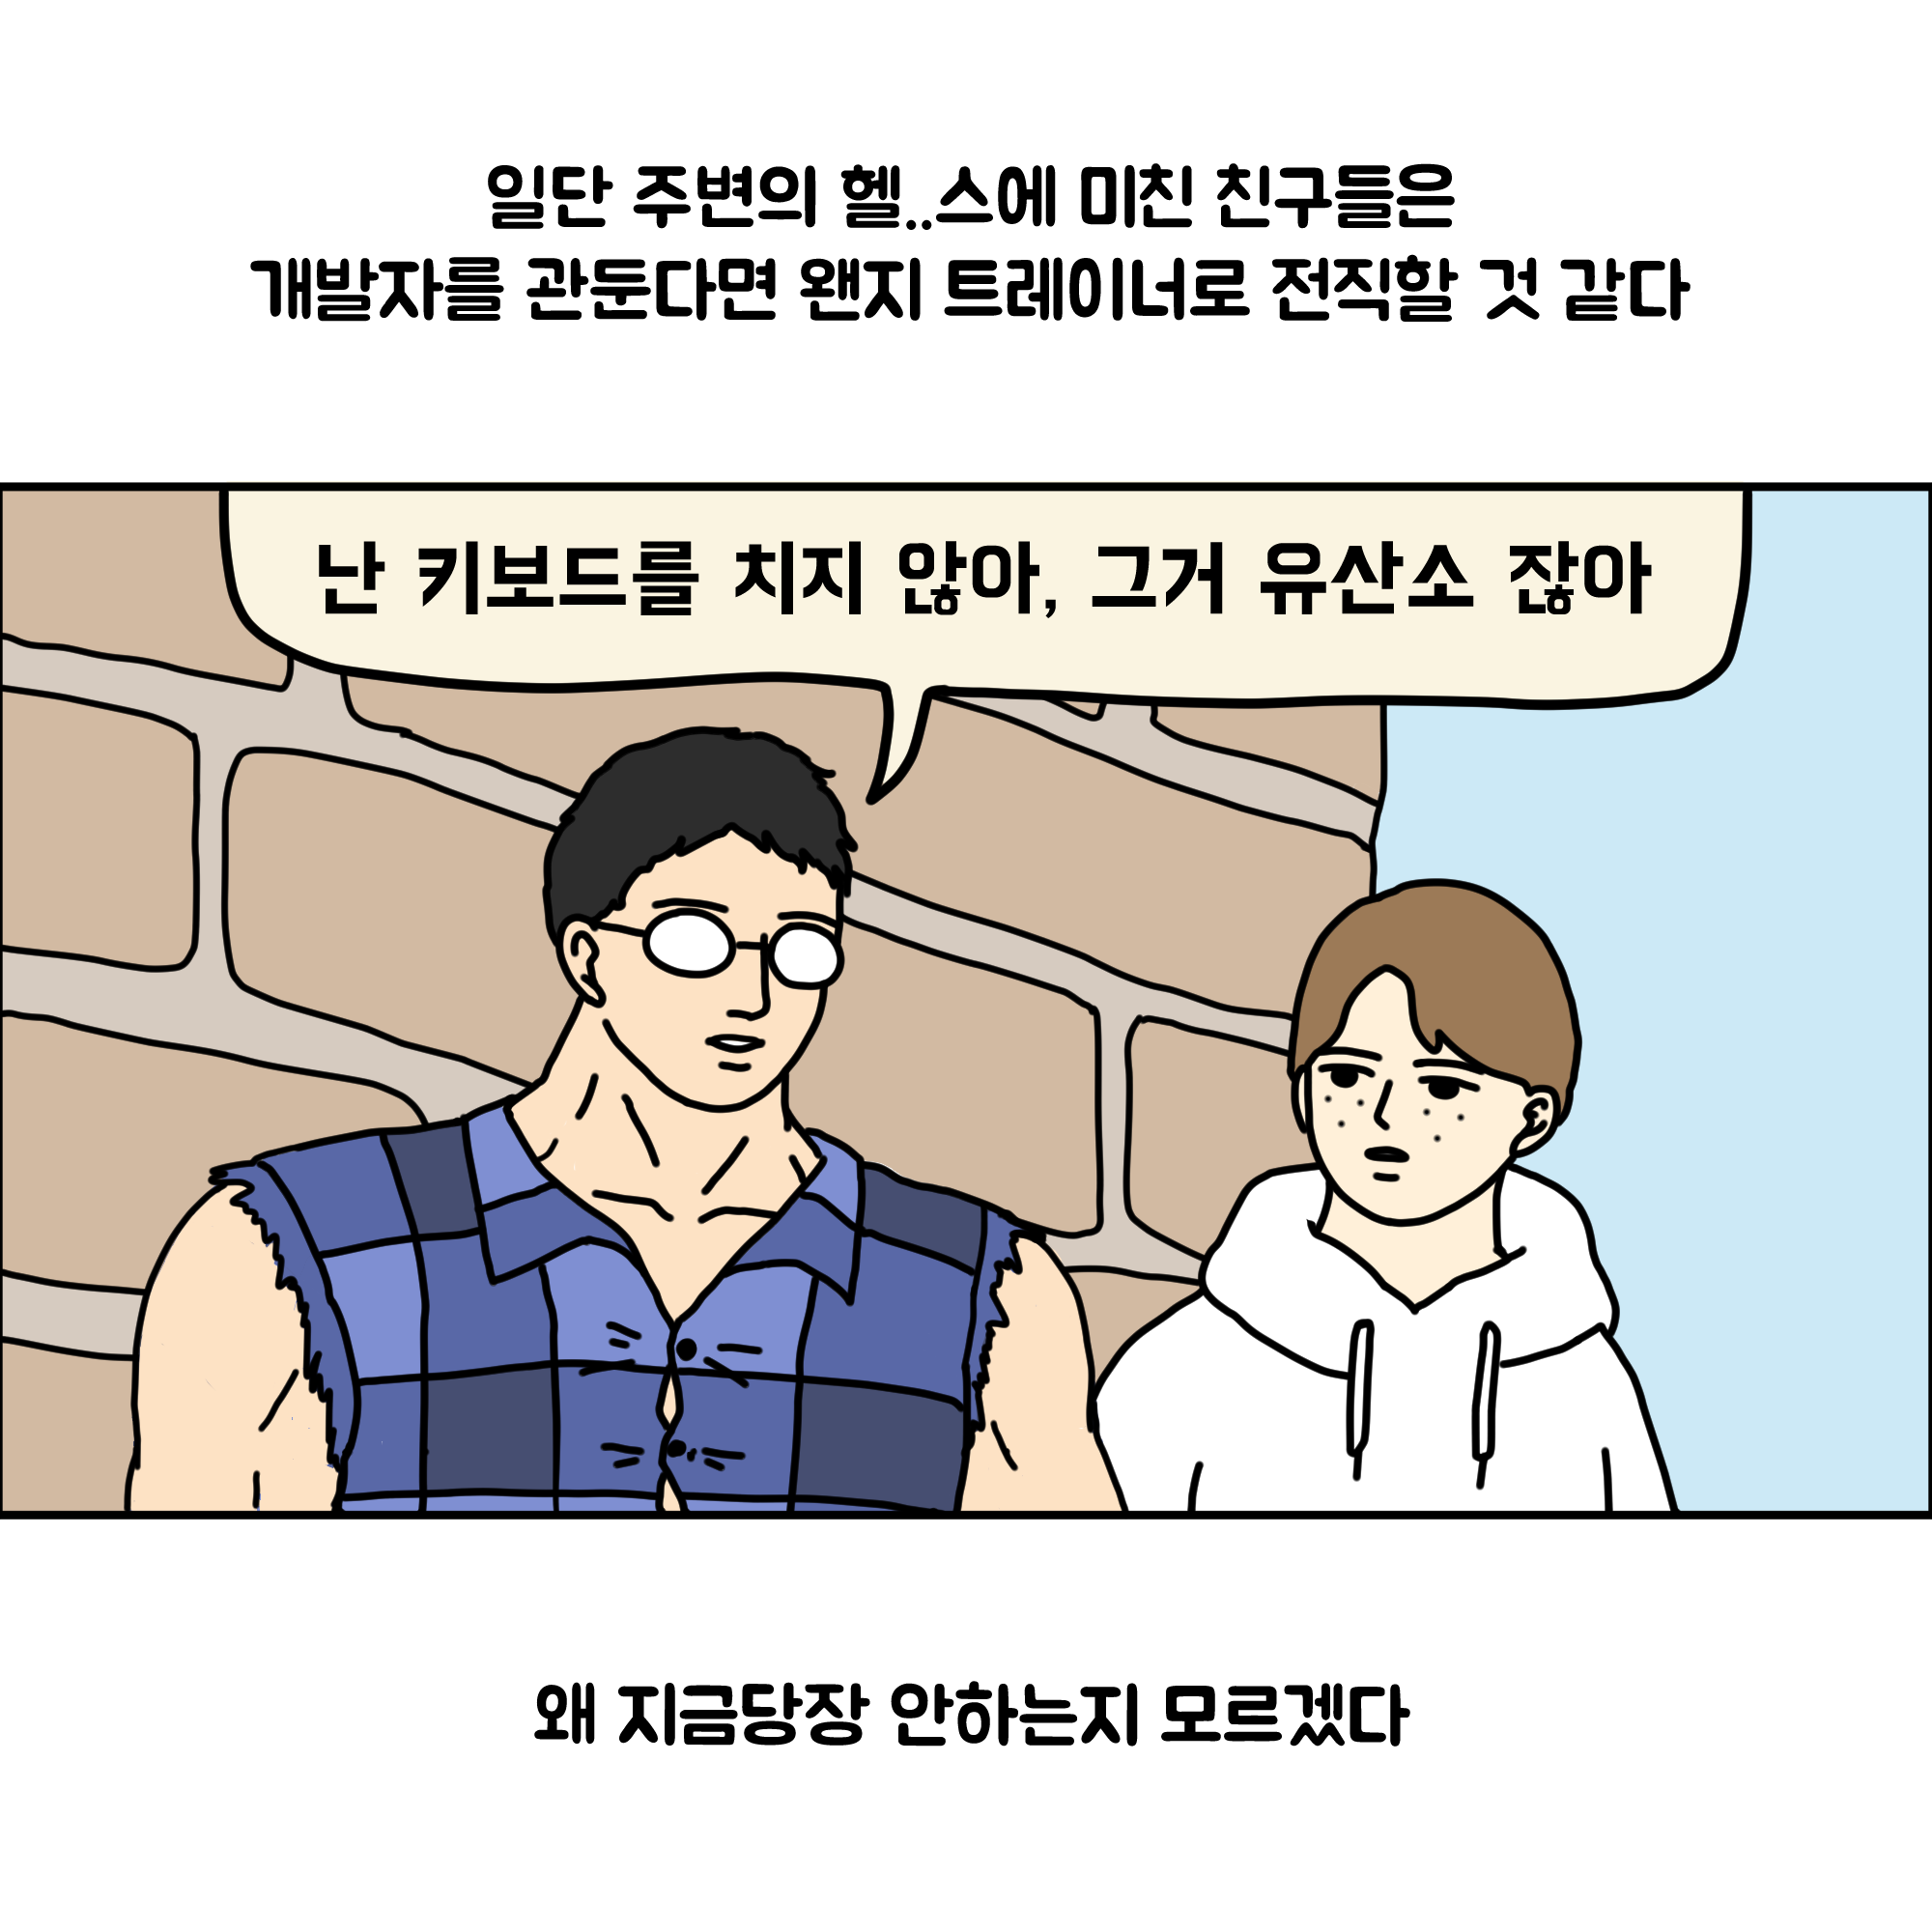 일단 주변의 헬..스에 미친 친구들은
개발자를 관둔다면 왠지 트레이너로 전직할 것 같다
난 키보드를 치지 않아, 그거 유산소 잖아
왜 지금당장 안하는지 모르겠다